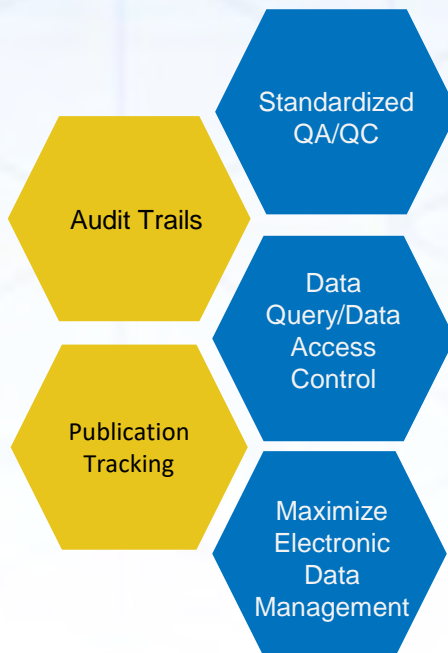 Standardized
QA/QC
Audit Trails
Data
Query/Data
Access
Control
Publication
Tracking
Maximize
Electronic
Data
Management